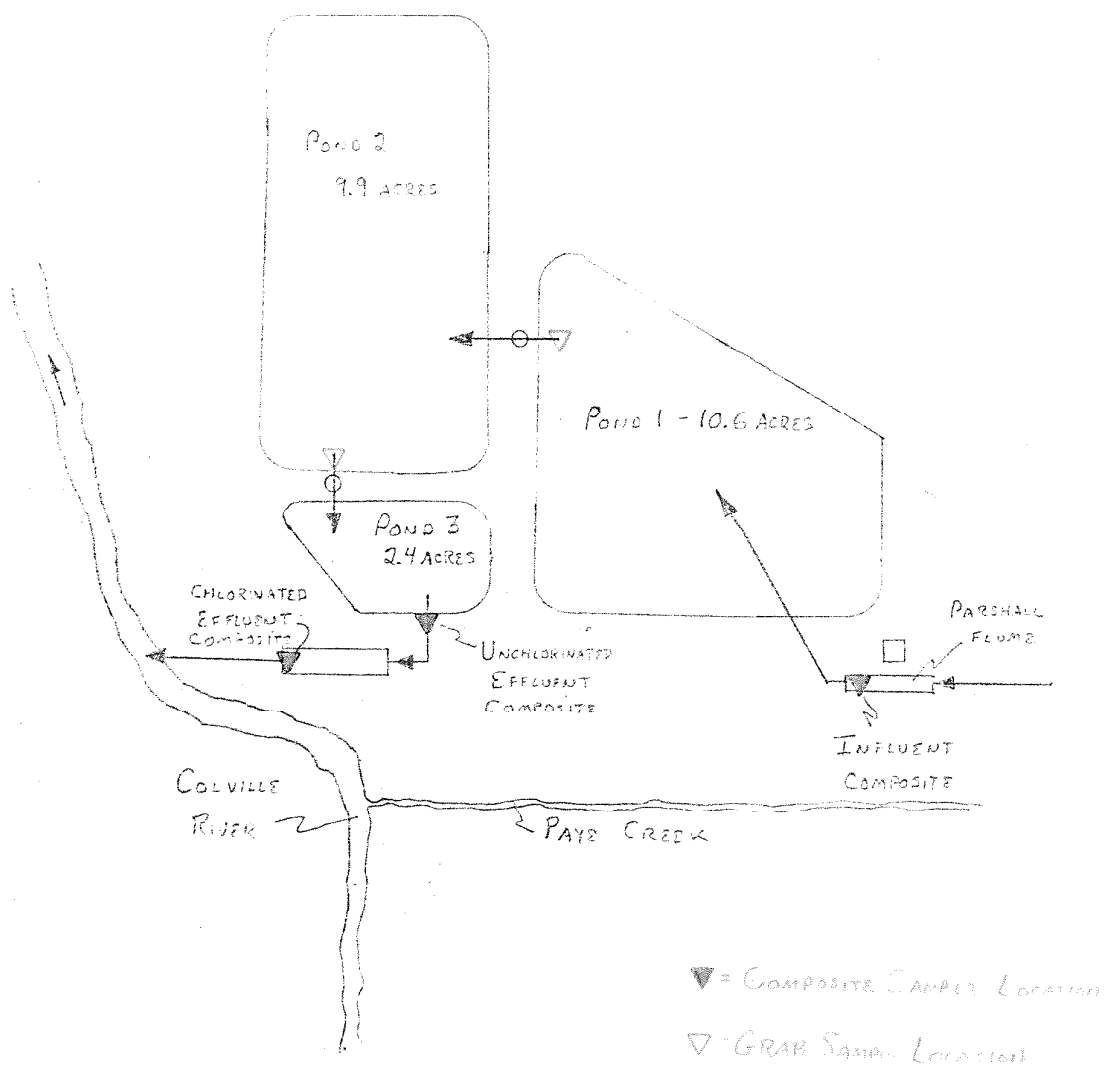 POND 2
9.9 ACRES
POND 1 - 10.6 ACRES
POND 3
2.4 ACRES
CHLORINATED
EFFLUENT
COMPOSITE
UNCHLORINATED
EFFLUENT
COMPOSITE
PARSHALL
FLUME
INFLUENT
COMPOSITE
COLVILLE
RIVER
PAYE CREEK
= COMPOSITE SAMPLE LOCATION
GRAB SAMPLE LOCATION